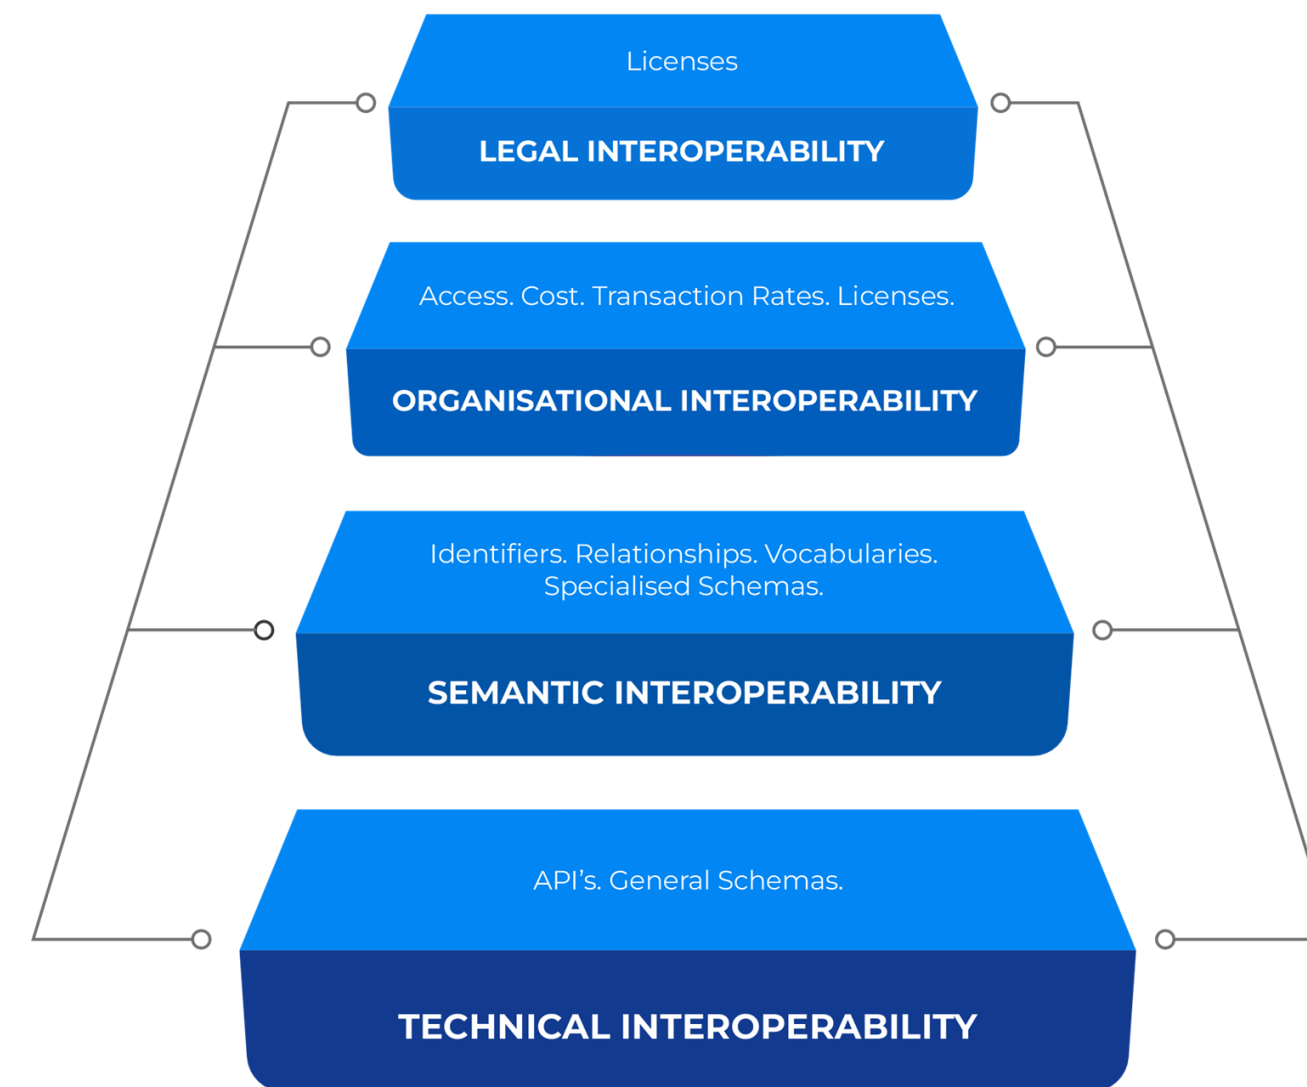 Licenses
LEGAL INTEROPERABILITY
Access. Cost. Transaction Rates. Licenses.
ORGANISATIONAL INTEROPERABILITY
Identifiers. Relationships. Vocabularies.
Specialised Schemas.
SEMANTIC INTEROPERABILITY
API’s. General Schemas.
TECHNICAL INTEROPERABILITY